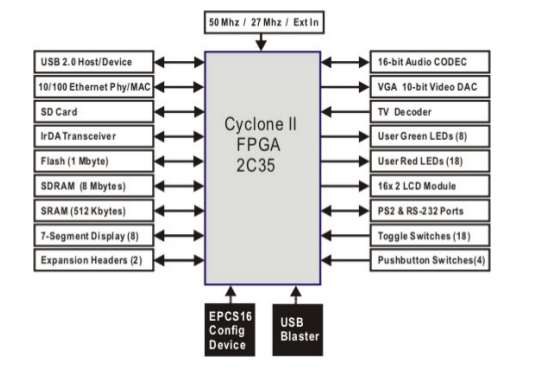 50 Mhz / 27 Mhz / Ext In
USB 2.0 Host/Device
10/100 Ethernet Phy/MAC
SD Card
IrDA Transceiver
Flash (1 Mbyte)
SDRAM (8 Mbytes)
SRAM (512 Kbytes)
7-Segment Display (8)
Expansion Headers (2)
Cyclone II
FPGA
2C35
16-bit Audio CODEC
VGA 10-bit Video DAC
TV Decoder
User Green LEDs (8)
User Red LEDs (18)
16x 2 LCD Module
PS2 & RS-232 Ports
Toggle Switches (18)
Pushbutton Switches(4)
EPCS16
Config
Device
USB
Blaster